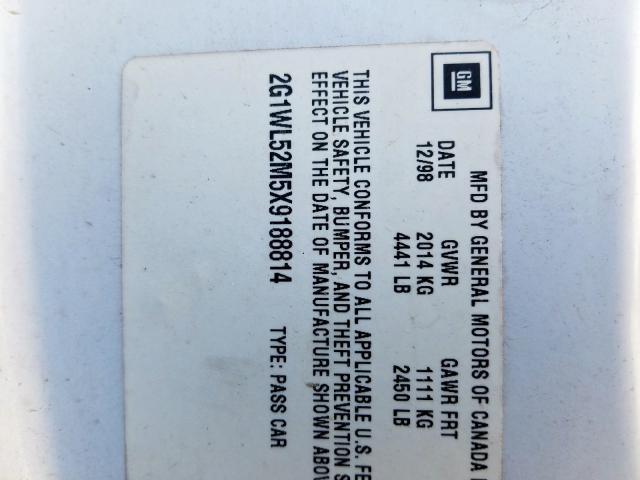 GM
MFD BY GENERAL MOTORS OF CANADA
DATE GVWR GAWR FRT
12/98 2014 KG 1111 KG
4441 LB 2450 LB
THIS VEHICLE CONFORMS TO ALL APPLICABLE U.S. FE
VEHICLE SAFETY, BUMPER, AND THEFT PREVENTION S
EFFECT ON THE DATE OF MANUFACTURE SHOWN ABOV
2G1WL52M5X9188814 TYPE: PASS CAR